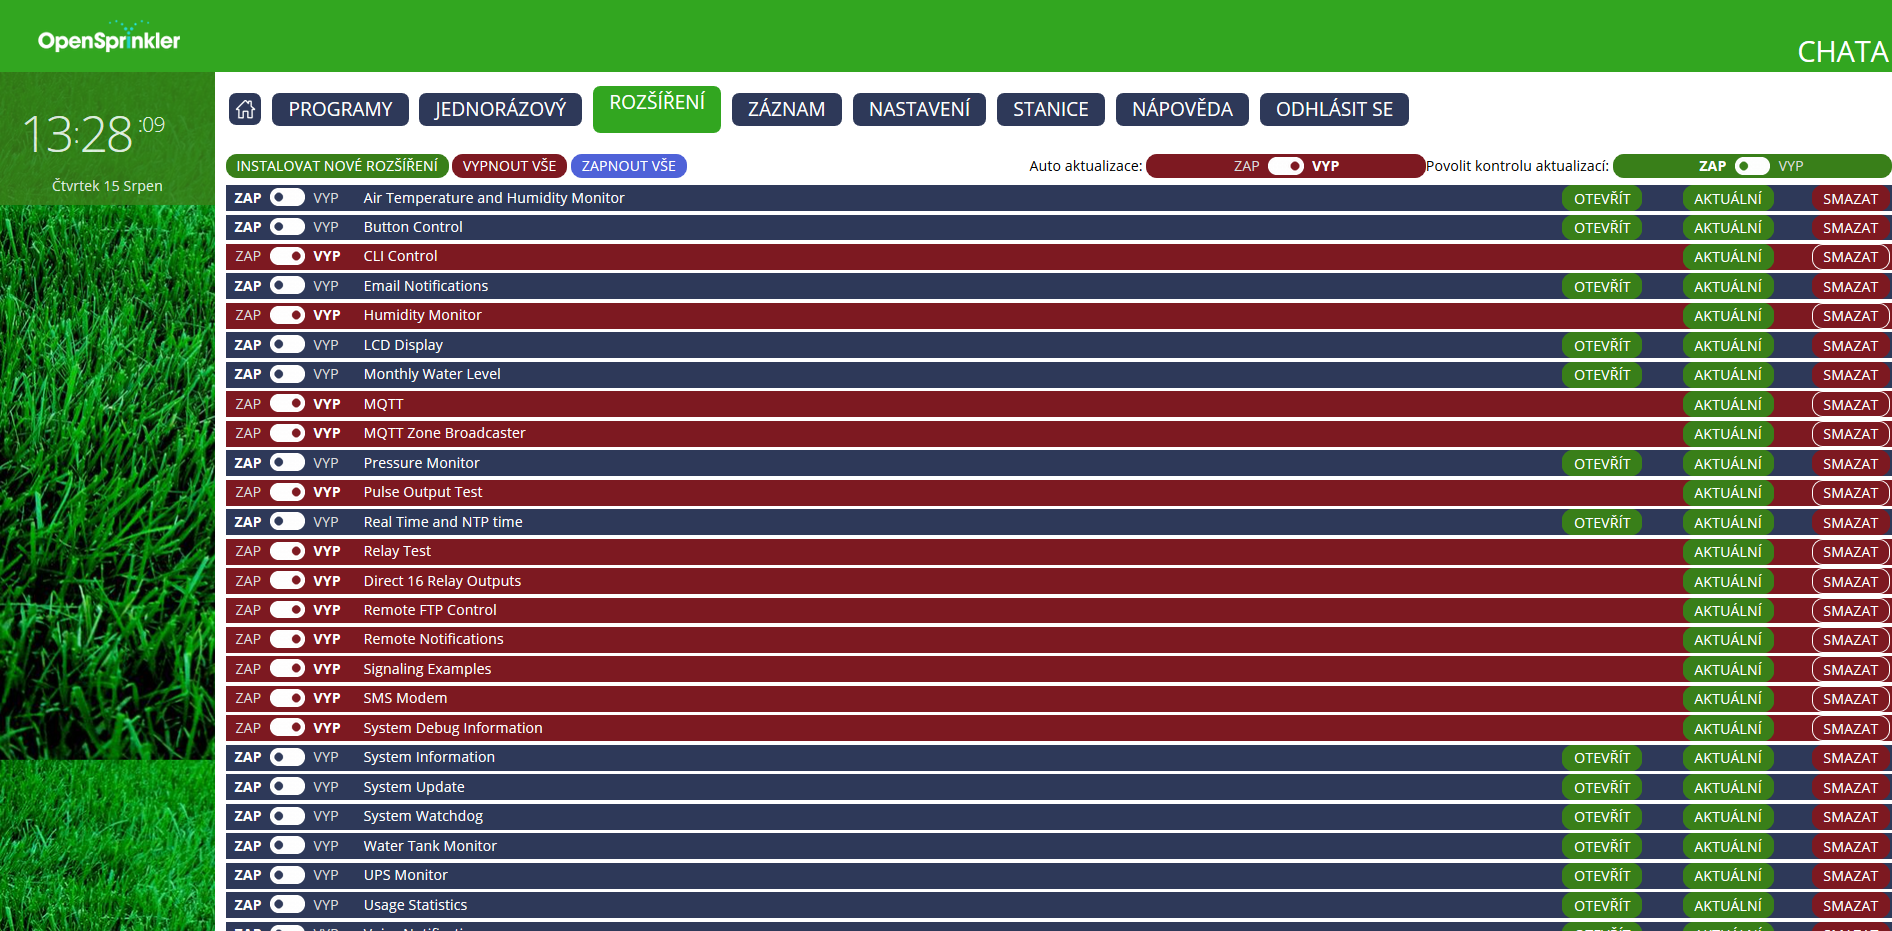 OpenSprinkler
CHATA
13:28 :09
Čtvrtek 15 Srpen
PROGRAMY JEDNORÁZOVÝ ROZŠÍŘENÍ ZÁZNAM NASTAVENÍ STANICE NÁPOVĚDA ODHLÁSIT SE
INSTALOVAT NOVÉ ROZŠÍŘENÍ VYPNOUT VŠE ZAPNOUT VŠE Auto aktualizace: ZAP VYP Povolit kontrolu aktualizací: ZAP VYP
ZAP VYP Air Temperature and Humidity Monitor OTEVŘÍT AKTUÁLNÍ SMAZAT
ZAP VYP Button Control OTEVŘÍT AKTUÁLNÍ SMAZAT
ZAP VYP CLI Control AKTUÁLNÍ SMAZAT
ZAP VYP Email Notifications OTEVŘÍT AKTUÁLNÍ SMAZAT
ZAP VYP Humidity Monitor AKTUÁLNÍ SMAZAT
ZAP VYP LCD Display OTEVŘÍT AKTUÁLNÍ SMAZAT
ZAP VYP Monthly Water Level OTEVŘÍT AKTUÁLNÍ SMAZAT
ZAP VYP MQTT AKTUÁLNÍ SMAZAT
ZAP VYP MQTT Zone Broadcaster AKTUÁLNÍ SMAZAT
ZAP VYP Pressure Monitor OTEVŘÍT AKTUÁLNÍ SMAZAT
ZAP VYP Pulse Output Test AKTUÁLNÍ SMAZAT
ZAP VYP Real Time and NTP time OTEVŘÍT AKTUÁLNÍ SMAZAT
ZAP VYP Relay Test AKTUÁLNÍ SMAZAT
ZAP VYP Direct 16 Relay Outputs AKTUÁLNÍ SMAZAT
ZAP VYP Remote FTP Control AKTUÁLNÍ SMAZAT
ZAP VYP Remote Notifications AKTUÁLNÍ SMAZAT
ZAP VYP Signaling Examples AKTUÁLNÍ SMAZAT
ZAP VYP SMS Modem AKTUÁLNÍ SMAZAT
ZAP VYP System Debug Information AKTUÁLNÍ SMAZAT
ZAP VYP System Information OTEVŘÍT AKTUÁLNÍ SMAZAT
ZAP VYP System Update OTEVŘÍT AKTUÁLNÍ SMAZAT
ZAP VYP System Watchdog OTEVŘÍT AKTUÁLNÍ SMAZAT
ZAP VYP Water Tank Monitor OTEVŘÍT AKTUÁLNÍ SMAZAT
ZAP VYP UPS Monitor OTEVŘÍT AKTUÁLNÍ SMAZAT
ZAP VYP Usage Statistics OTEVŘÍT AKTUÁLNÍ SMAZAT